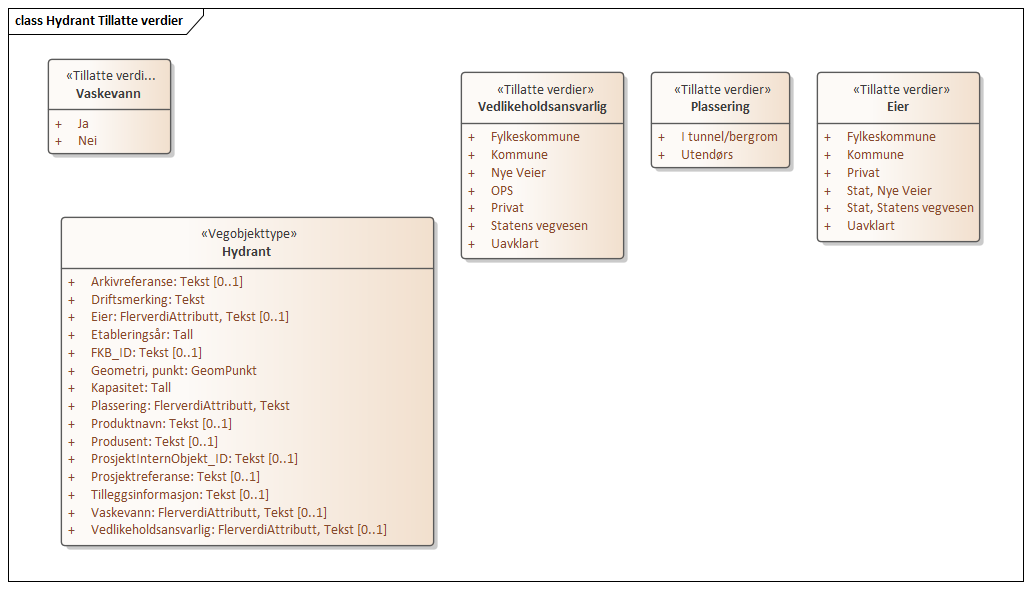 class Hydrant Tillatte verdier
«Tillatte verdi...
Vaskevann
+ Ja
+ Nei
«Tillatte verdier»
Vedlikeholdsansvarlig
+ Fylkeskommune
+ Kommune
+ Nye Veier
+ OPS
+ Privat
+ Statens vegvesen
+ Uavklart
«Tillatte verdier»
Plassering
+ I tunnel/bergrom
+ Utendørs
«Tillatte verdier»
Eier
+ Fylkeskommune
+ Kommune
+ Privat
+ Stat, Nye Veier
+ Stat, Statens vegvesen
+ Uavklart
«Vegobjekttype»
Hydrant
+ Arkivreferanse: Tekst [0..1]
+ Driftsmerking: Tekst
+ Eier: FlerverdiAttributt, Tekst [0..1]
+ Etableringsår: Tall
+ FKB_ID: Tekst [0..1]
+ Geometri, punkt: GeomPunkt
+ Kapasitet: Tall
+ Plassering: FlerverdiAttributt, Tekst
+ Produktnavn: Tekst [0..1]
+ Produsent: Tekst [0..1]
+ ProsjektInternObjekt_ID: Tekst [0..1]
+ Prosjektreferanse: Tekst [0..1]
+ Tilleggsinformasjon: Tekst [0..1]
+ Vaskevann: FlerverdiAttributt, Tekst [0..1]
+ Vedlikeholdsansvarlig: FlerverdiAttributt, Tekst [0..1]